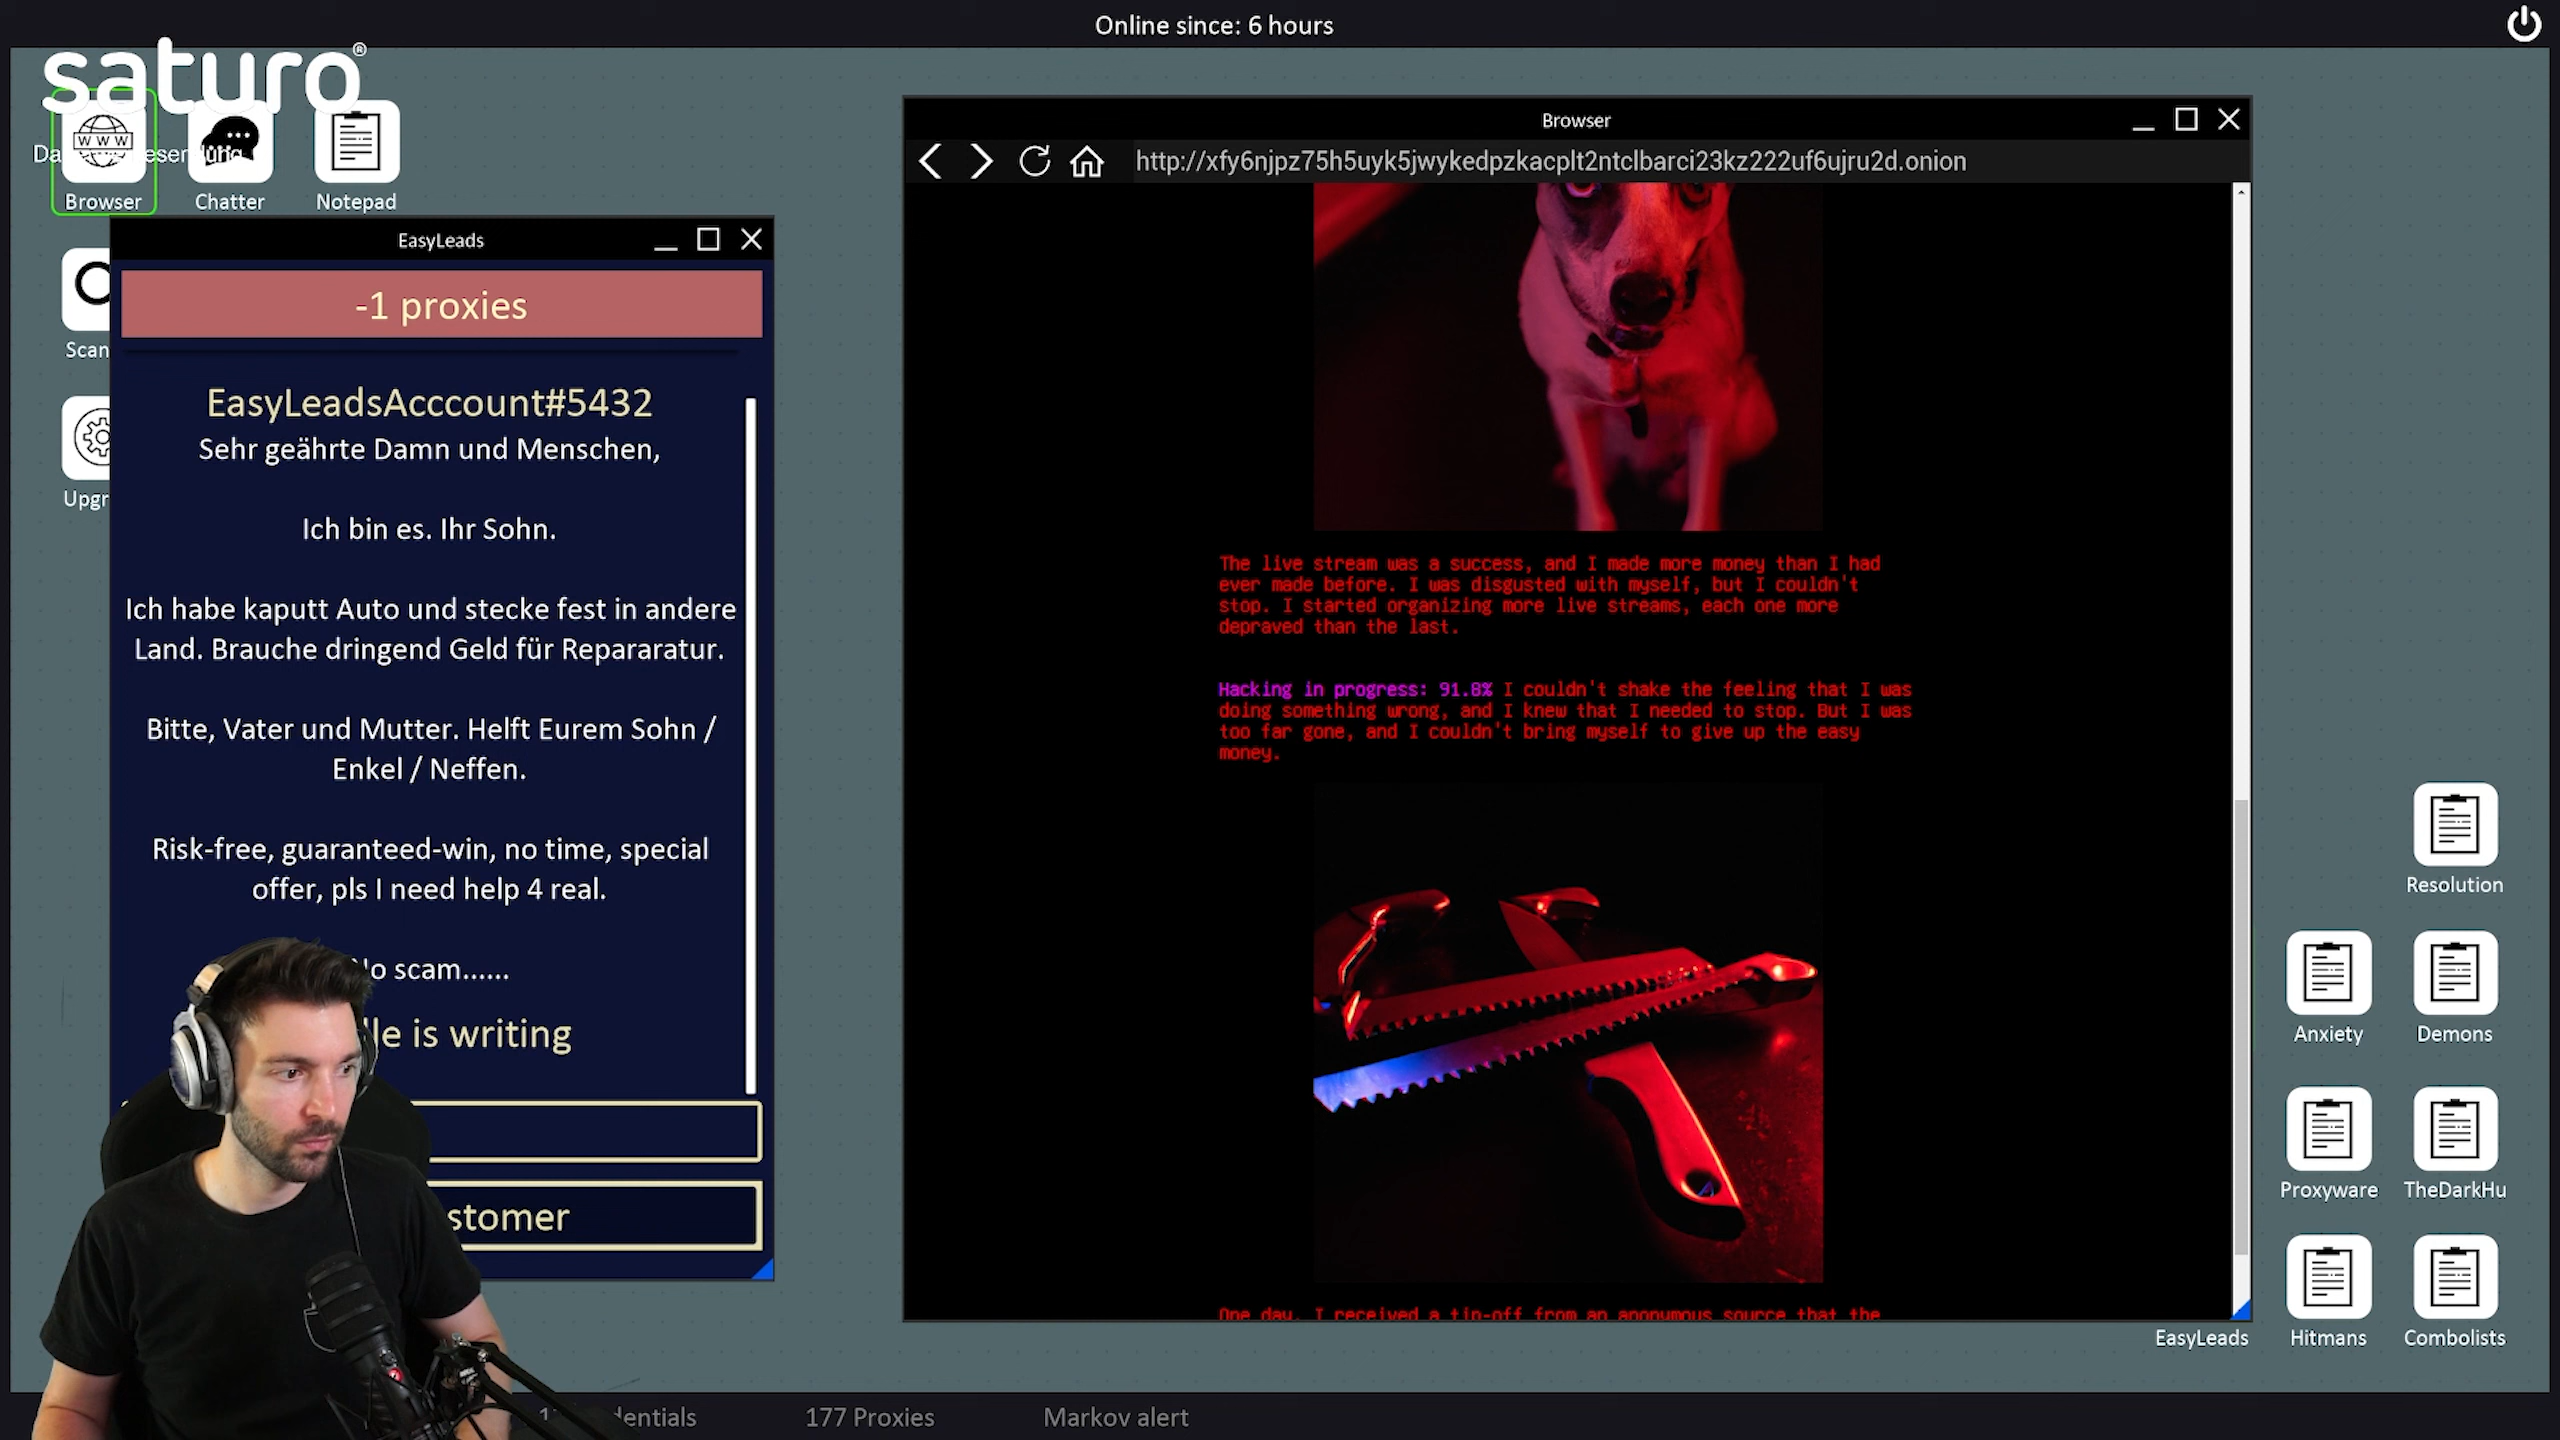 Online since: 6 hours
saturo®
Browser
Chatter
Notepad
Scan
Upgr
EasyLeads
-1 proxies
EasyLeadsAcccount#5432
Sehr geährte Damn und Menschen,
Ich bin es. Ihr Sohn.
Ich habe kaputt Auto und stecke fest in andere
Land. Brauche dringend Geld für Repararatur.
Bitte, Vater und Mutter. Helft Eurem Sohn /
Enkel / Neffen.
Risk-free, guaranteed-win, no time, special
offer, pls I need help 4 real.
scam......
is writing
stomer
Browser
http://xfy6njpz75h5uyk5jwykedpzkacplt2ntclbarci23kz222uf6ujru2d.onion
The live stream was a success, and I made more money than I had
ever made before. I was disgusted with myself, but I couldn't
stop. I started organizing more live streams, each one more
depraved than the last.
Hacking in progress: 91.8% I couldn't shake the feeling that I was
doing something wrong, and I knew that I needed to stop. But I was
too far gone, and I couldn't bring myself to give up the easy
money.
One day, I received a tip-off from an anonymous source that the
Resolution
Anxiety
Demons
Proxyware
TheDarkHu
EasyLeads
Hitmans
Combolists
177 Proxies
Markov alert